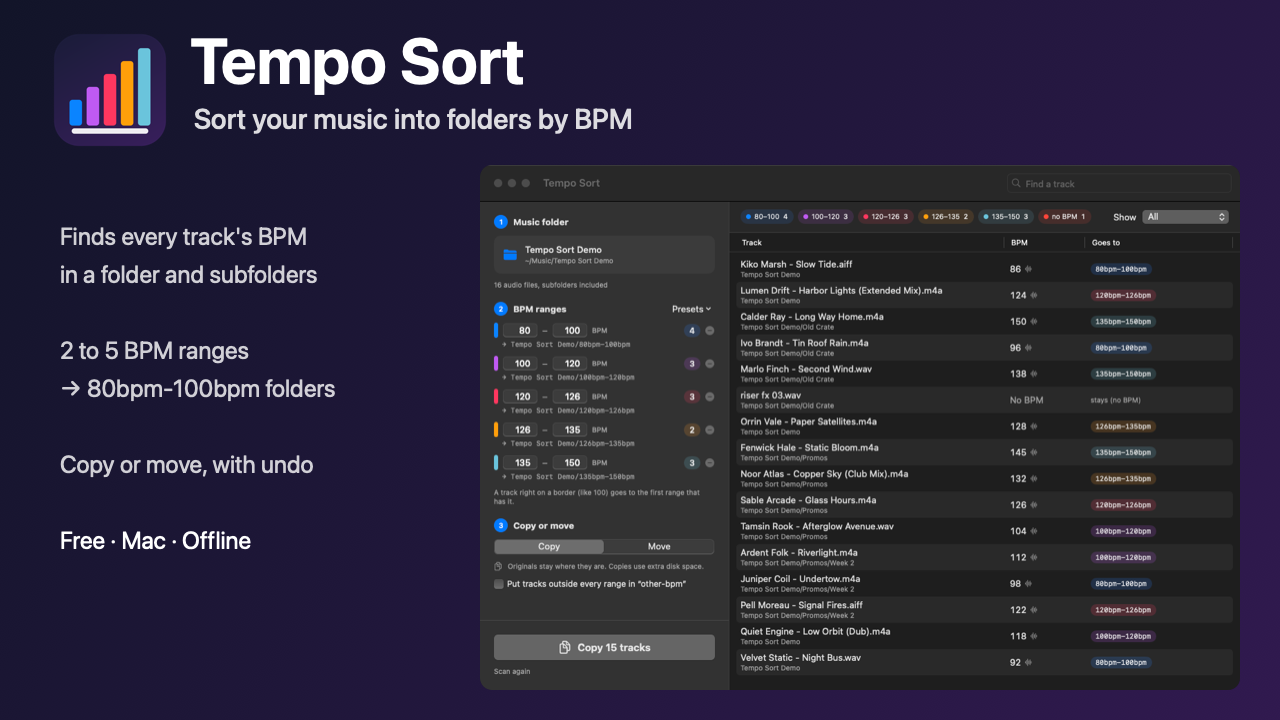 Tempo Sort
Sort your music into folders by BPM
Finds every track's BPM
in a folder and subfolders
2 to 5 BPM ranges
→ 80bpm-100bpm folders
Copy or move, with undo
Free · Mac · Offline
Tempo Sort
Find a track
1 Music folder
Tempo Sort Demo
~/Music/Tempo Sort Demo
16 audio files, subfolders included
2 BPM ranges Presets
80 – 100 BPM 4
→ Tempo Sort Demo/80bpm-100bpm
100 – 120 BPM 3
→ Tempo Sort Demo/100bpm-120bpm
120 – 126 BPM 3
→ Tempo Sort Demo/120bpm-126bpm
126 – 135 BPM 2
→ Tempo Sort Demo/126bpm-135bpm
135 – 150 BPM 3
→ Tempo Sort Demo/135bpm-150bpm
A track right on a border (like 100) goes to the first range that
has it.
3 Copy or move
Copy Move
Originals stay where they are. Copies use extra disk space.
Put tracks outside every range in "other-bpm"
Copy 15 tracks
Scan again
80–100 4 100–120 3 120–126 3 126–135 2 135–150 3 no BPM 1 Show All
Track BPM Goes to
Kiko Marsh - Slow Tide.aiff 86 80bpm-100bpm
Tempo Sort Demo
Lumen Drift - Harbor Lights (Extended Mix).m4a 124 120bpm-126bpm
Tempo Sort Demo
Calder Ray - Long Way Home.m4a 150 135bpm-150bpm
Tempo Sort Demo/Old Crate
Ivo Brandt - Tin Roof Rain.m4a 96 80bpm-100bpm
Tempo Sort Demo/Old Crate
Marlo Finch - Second Wind.wav 138 135bpm-150bpm
Tempo Sort Demo/Old Crate
riser fx 03.wav No BPM stays (no BPM)
Tempo Sort Demo/Old Crate
Orrin Vale - Paper Satellites.m4a 128 126bpm-135bpm
Tempo Sort Demo
Fenwick Hale - Static Bloom.m4a 145 135bpm-150bpm
Tempo Sort Demo/Promos
Noor Atlas - Copper Sky (Club Mix).m4a 132 126bpm-135bpm
Tempo Sort Demo/Promos
Sable Arcade - Glass Hours.m4a 126 120bpm-126bpm
Tempo Sort Demo/Promos
Tamsin Rook - Afterglow Avenue.wav 104 100bpm-120bpm
Tempo Sort Demo/Promos
Ardent Folk - Riverlight.m4a 112 100bpm-120bpm
Tempo Sort Demo/Promos/Week 2
Juniper Coil - Undertow.m4a 98 80bpm-100bpm
Tempo Sort Demo/Promos/Week 2
Pell Moreau - Signal Fires.aiff 122 120bpm-126bpm
Tempo Sort Demo/Promos/Week 2
Quiet Engine - Low Orbit (Dub).m4a 118 100bpm-120bpm
Tempo Sort Demo
Velvet Static - Night Bus.wav 92 80bpm-100bpm
Tempo Sort Demo